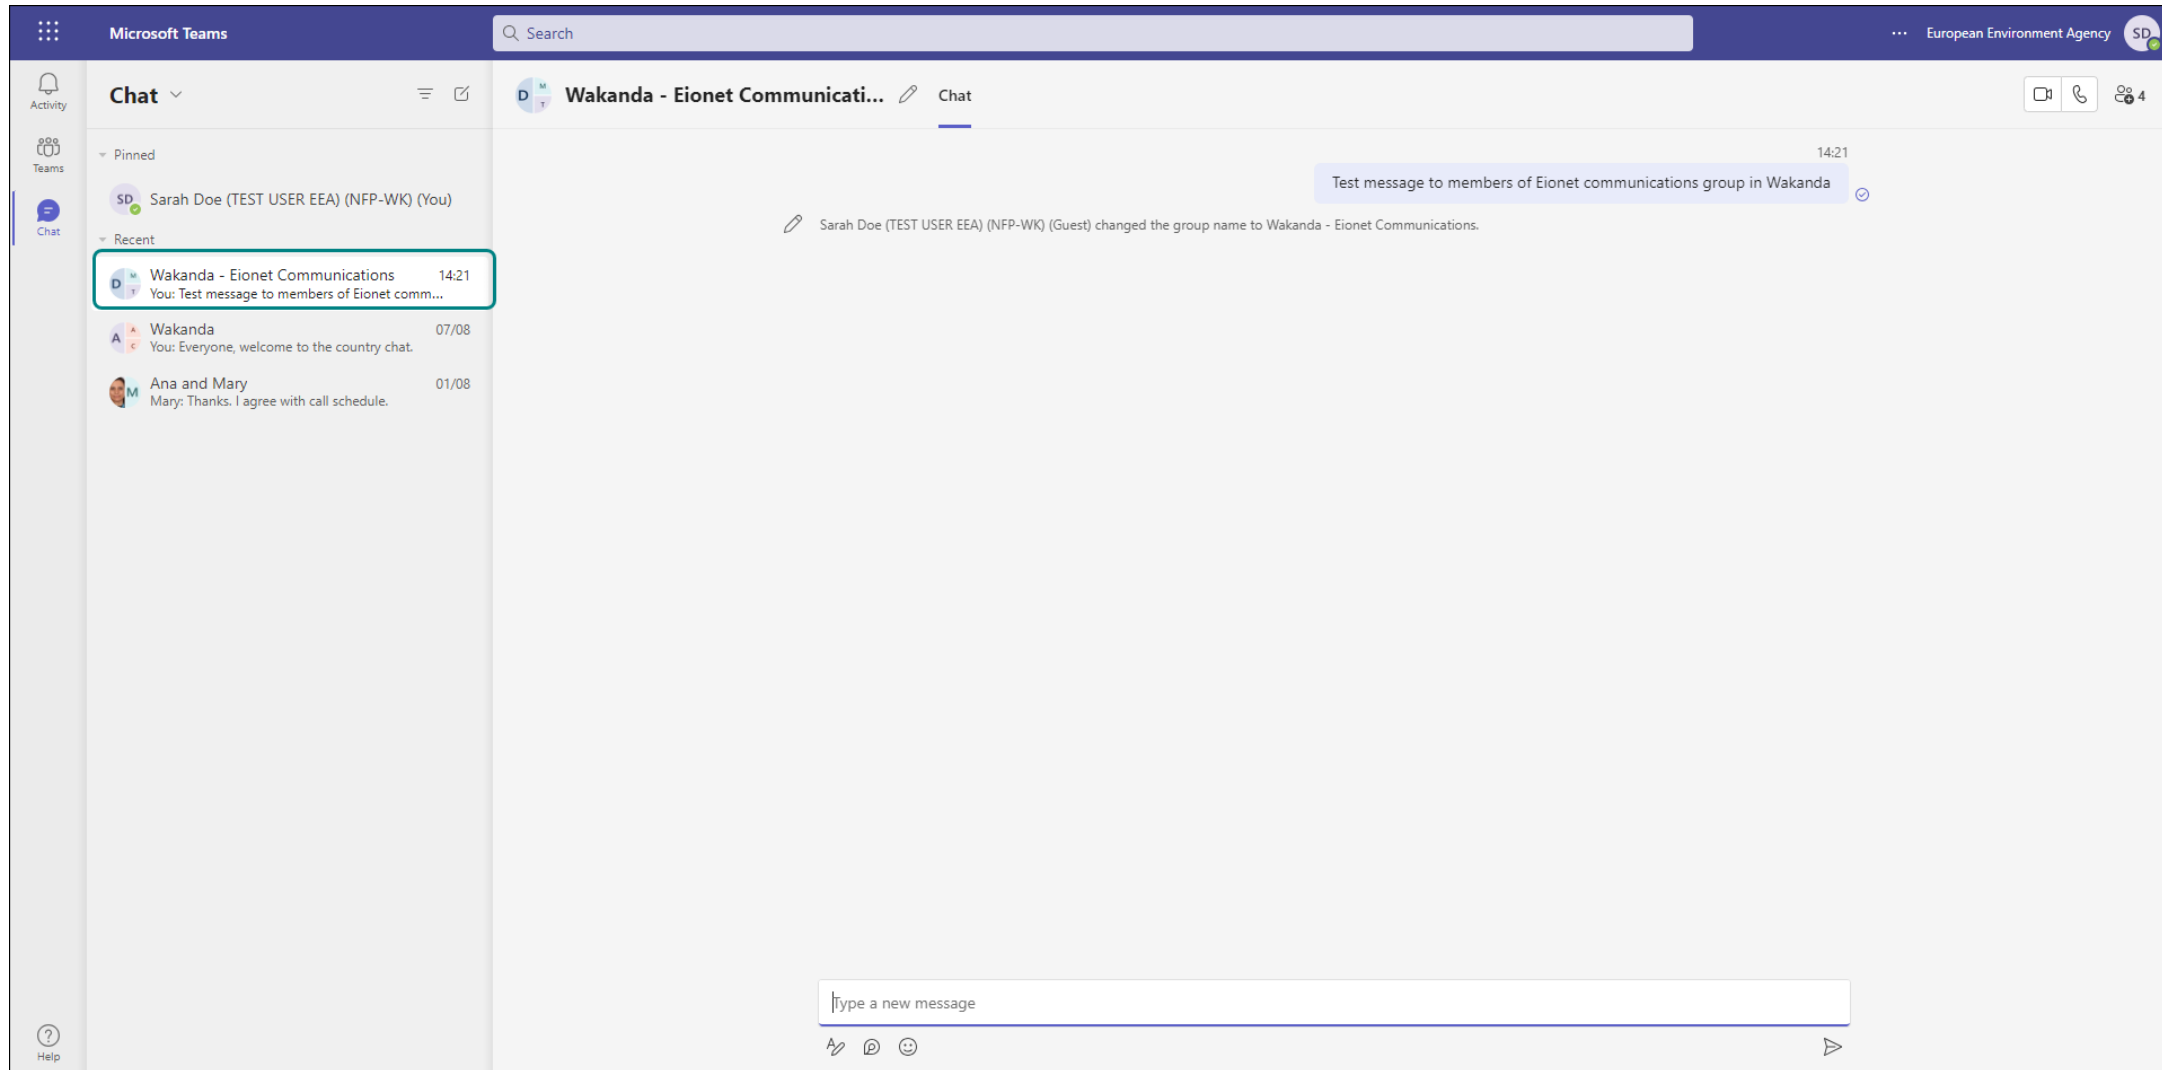 Microsoft Teams
Search
European Environment Agency
SD
Activity
Teams
Chat
Help
Chat
Pinned
SD
Sarah Doe (TEST USER EEA) (NFP-WK) (You)
Recent
D M T
Wakanda - Eionet Communications 14:21
You: Test message to members of Eionet comm...
A A C
Wakanda 07/08
You: Everyone, welcome to the country chat.
M
Ana and Mary 01/08
Mary: Thanks. I agree with call schedule.
D M T
Wakanda - Eionet Communicati... Chat
4
14:21
Test message to members of Eionet communications group in Wakanda
Sarah Doe (TEST USER EEA) (NFP-WK) (Guest) changed the group name to Wakanda - Eionet Communications.
Type a new message